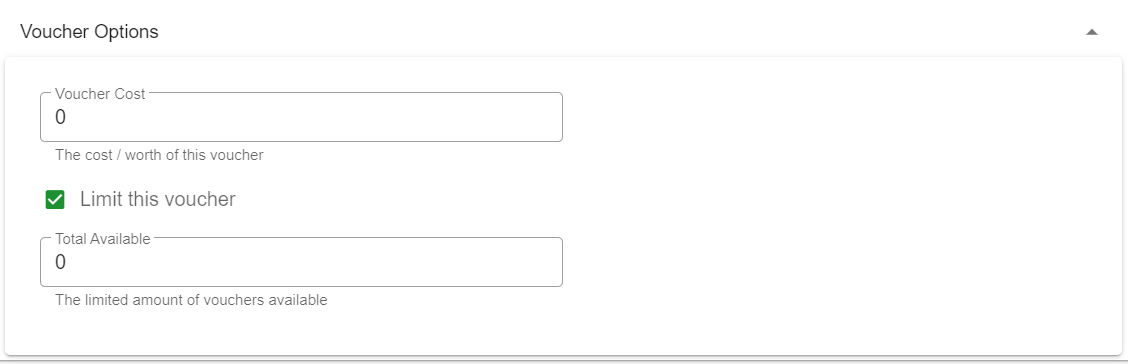 Voucher Options
Voucher Cost
0
The cost / worth of this voucher
Limit this voucher
Total Available
0
The limited amount of vouchers available